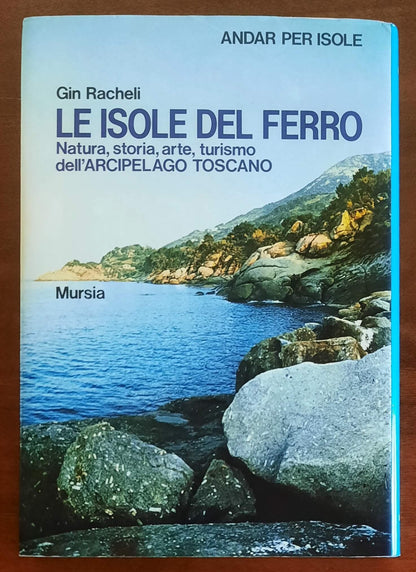 ANDAR PER ISOLE
Gin Racheli
LE ISOLE DEL FERRO
Natura, storia, arte, turismo
dell'ARCIPELAGO TOSCANO
Mursia